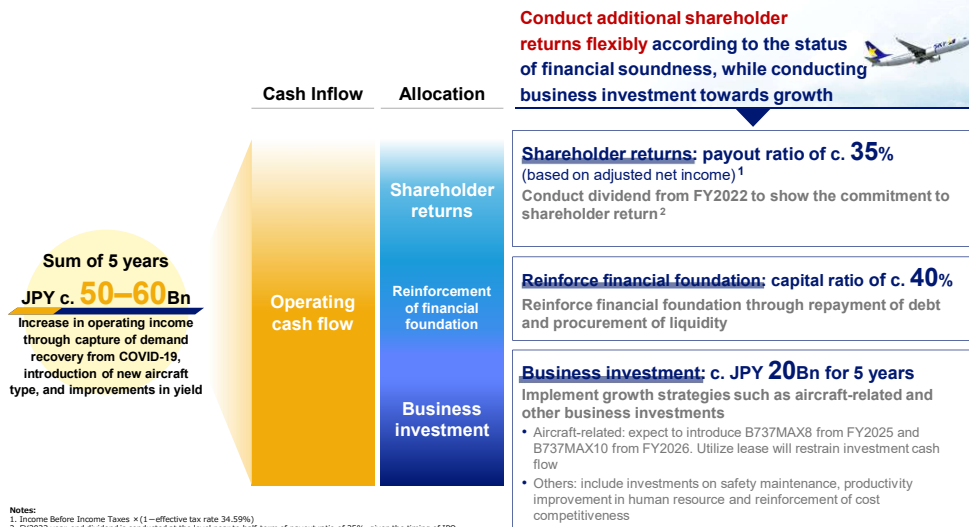 Conduct additional shareholder
returns flexibly according to the status
of financial soundness, while conducting
business investment towards growth
Cash Inflow
Allocation
Sum of 5 years
JPY c. 50–60Bn
Increase in operating income
through capture of demand
recovery from COVID-19,
introduction of new aircraft
type, and improvements in yield
Operating
cash flow
Shareholder
returns
Reinforcement
of financial
foundation
Business
investment
Shareholder returns: payout ratio of c. 35%
(based on adjusted net income) 1
Conduct dividend from FY2022 to show the commitment to
shareholder return 2
Reinforce financial foundation: capital ratio of c. 40%
Reinforce financial foundation through repayment of debt
and procurement of liquidity
Business investment: c. JPY 20Bn for 5 years
Implement growth strategies such as aircraft-related and
other business investments
• Aircraft-related: expect to introduce B737MAX8 from FY2025 and
B737MAX10 from FY2026. Utilize lease will restrain investment cash
flow
• Others: include investments on safety maintenance, productivity
improvement in human resource and reinforcement of cost
competitiveness
Notes:
1. Income Before Income Taxes ×(1−effective tax rate 34.59%)